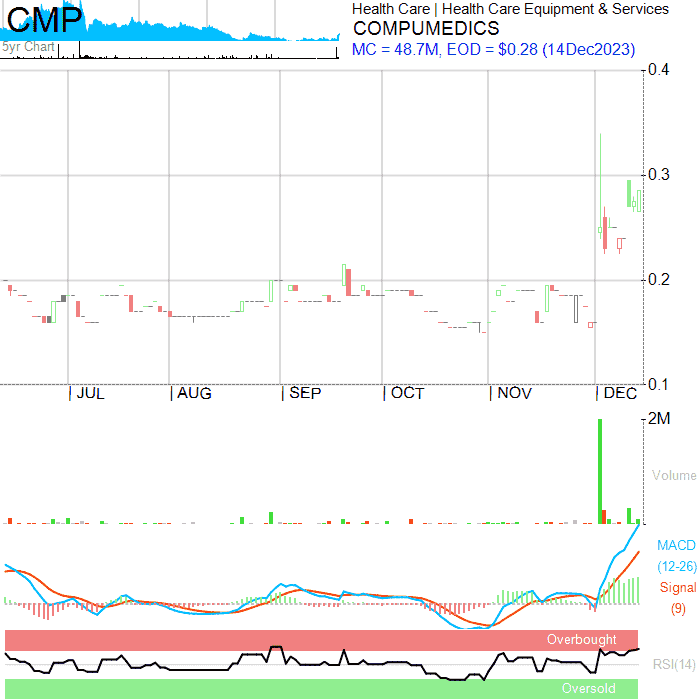 CMP
5yr Chart
Health Care | Health Care Equipment & Services
COMPUMEDICS
MC = 48.7M, EOD = $0.28 (14Dec2023)
0.4
0.3
0.2
0.1
| JUL | AUG | SEP | OCT | NOV | DEC
2M
Volume
MACD
(12-26)
Signal
(9)
Overbought
RSI(14)
Oversold